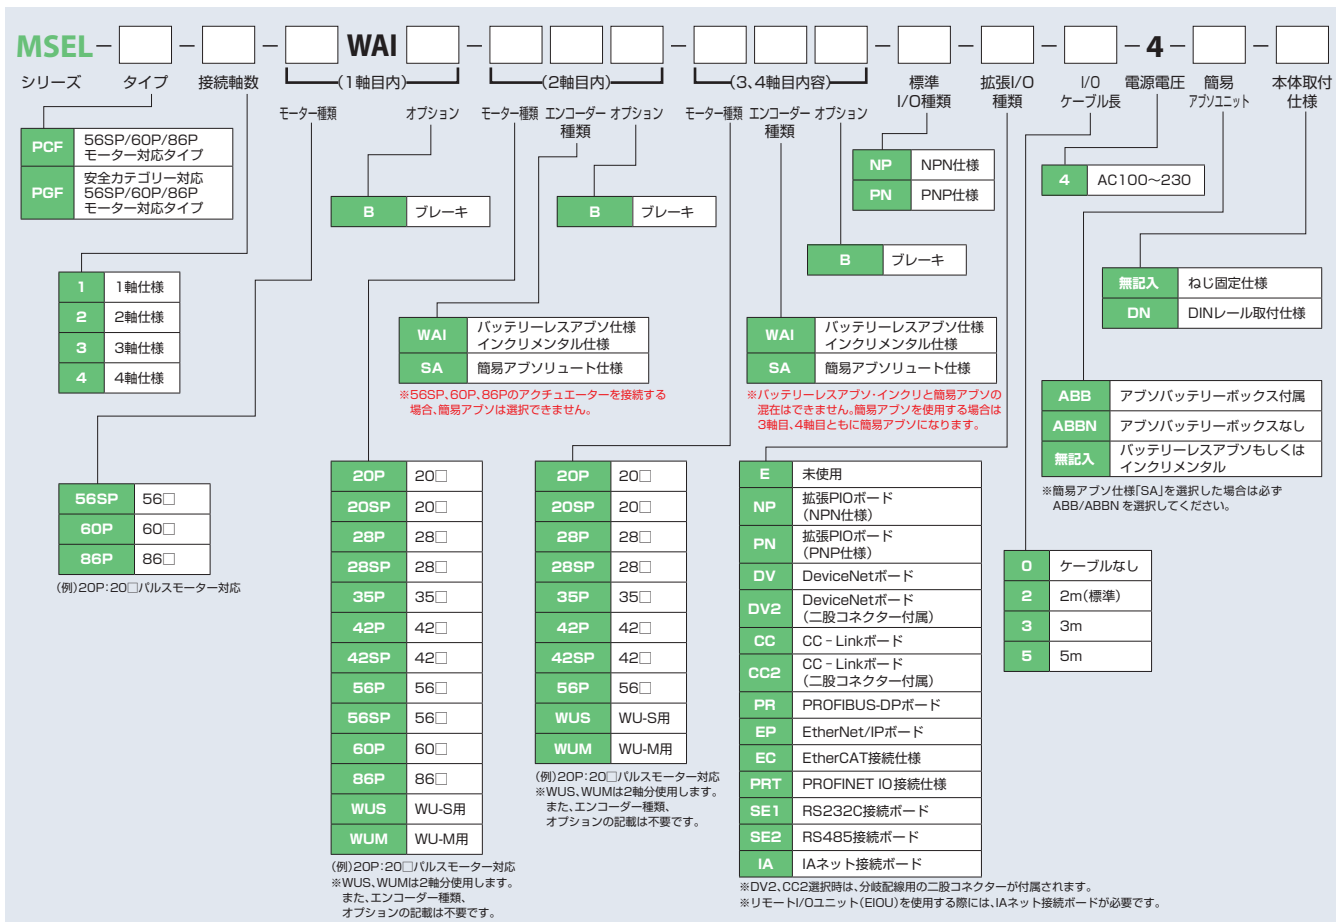 MSEL－ － － WAI － － － － － －4－ －
シリーズ タイプ 接続軸数 (1軸目内) (2軸目内) (3、4軸目内容) 標準 拡張I/O I/O 電源電圧 簡易 本体取付
I/O種類 種類 ケーブル長 アブソユニット 仕様
モーター種類 オプション モーター種類 エンコーダー オプション モーター種類 エンコーダー オプション
種類 種類
PCF 56SP/60P/86P
モーター対応タイプ
PGF 安全カテゴリー対応
56SP/60P/86P
モーター対応タイプ
1 1軸仕様
2 2軸仕様
3 3軸仕様
4 4軸仕様
56SP 56□
60P 60□
86P 86□
(例)20P：20□パルスモーター対応
B ブレーキ
20P 20□
20SP 20□
28P 28□
28SP 28□
35P 35□
42P 42□
42SP 42□
56P 56□
56SP 56□
60P 60□
86P 86□
WUS WU-S用
WUM WU-M用
(例)20P：20□パルスモーター対応
※WUS、WUMは2軸分使用します。
また、エンコーダー種類、
オプションの記載は不要です。
WAI バッテリーレスアブソ仕様
インクリメンタル仕様
SA 簡易アブソリュート仕様
※56SP、60P、86Pのアクチュエーターを接続する
場合、簡易アブソは選択できません。
B ブレーキ
20P 20□
20SP 20□
28P 28□
28SP 28□
35P 35□
42P 42□
42SP 42□
56P 56□
WUS WU-S用
WUM WU-M用
(例)20P：20□パルスモーター対応
※WUS、WUMは2軸分使用します。
また、エンコーダー種類、
オプションの記載は不要です。
WAI バッテリーレスアブソ仕様
インクリメンタル仕様
SA 簡易アブソリュート仕様
※バッテリーレスアブソ・インクリと簡易アブソの
混在はできません。簡易アブソを使用する場合は
3軸目、4軸目ともに簡易アブソになります。
B ブレーキ
NP NPN仕様
PN PNP仕様
E 未使用
NP 拡張PIOボード
(NPN仕様)
PN 拡張PIOボード
(PNP仕様)
DV DeviceNetボード
DV2 DeviceNetボード
(二股コネクター付属)
CC CC‐Linkボード
CC2 CC‐Linkボード
(二股コネクター付属)
PR PROFIBUS-DPボード
EP EtherNet/IPボード
EC EtherCAT接続仕様
PRT PROFINET IO接続仕様
SE1 RS232C接続ボード
SE2 RS485接続ボード
IA IAネット接続ボード
※DV2、CC2選択時は、分岐配線用の二股コネクターが付属されます。
※リモートI/Oユニット(EIOU)を使用する際には、IAネット接続ボードが必要です。
0 ケーブルなし
2 2m(標準)
3 3m
5 5m
4 AC100～230
ABB アブソバッテリーボックス付属
ABBN アブソバッテリーボックスなし
無記入 バッテリーレスアブソもしくは
インクリメンタル
※簡易アブソ仕様「SA」を選択した場合は必ず
ABB/ABBN を選択してください。
無記入 ねじ固定仕様
DN DINレール取付仕様